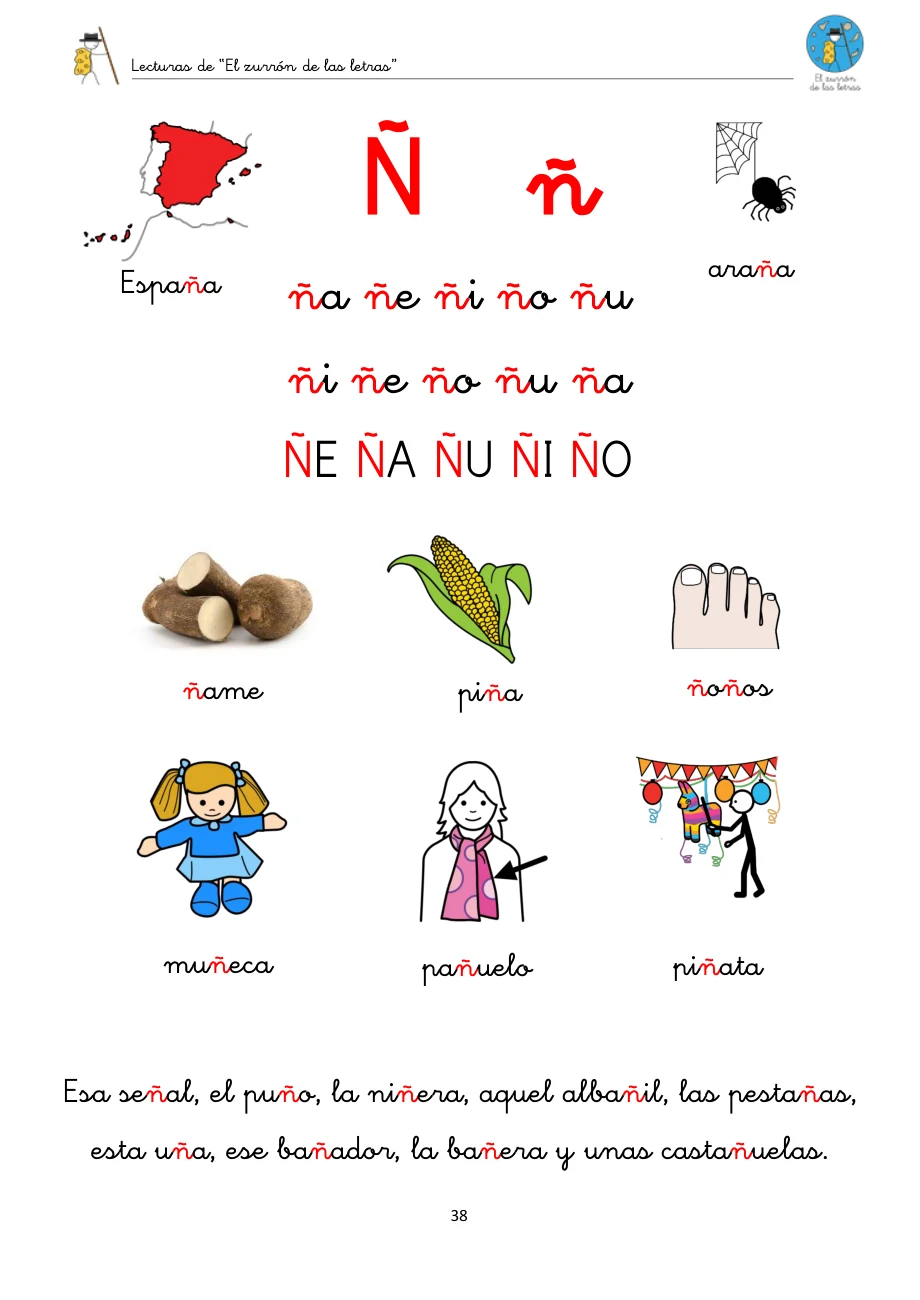 Lecturas de "El zurrón de las letras"
El zurrón
de las letras
Ñ ñ
España
araña
ña ñe ñi ño ñu
ñi ñe ño ñu ña
ÑE ÑA ÑU ÑI ÑO
ñame
piña
ñoños
muñeca
pañuelo
piñata
Esa señal, el puño, la niñera, aquel albañil, las pestañas,
esta uña, ese bañador, la bañera y unas castañuelas.
38